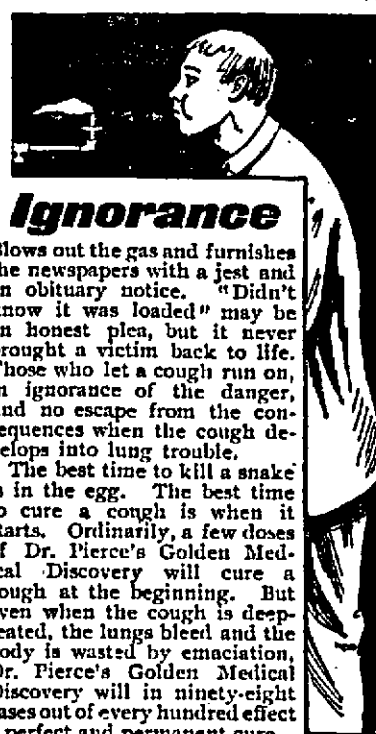 Ignorance
blows out the gas and furnishes
the newspapers with a jest and
an obituary notice. "Didn't
know it was loaded" may be
an honest plea, but it never
brought a victim back to life.
Those who let a cough run on,
in ignorance of the danger,
find no escape from the con-
sequences when the cough de-
velops into lung trouble.
The best time to kill a snake
is in the egg. The best time
to cure a cough is when it
starts. Ordinarily, a few doses
of Dr. Pierce's Golden Med-
ical Discovery will cure a
cough at the beginning. But
even when the cough is deep-
seated, the lungs bleed and the
body is wasted by emaciation,
Dr. Pierce's Golden Medical
Discovery will in ninety-eight
cases out of every hundred effect
a perfect and permanent cure.